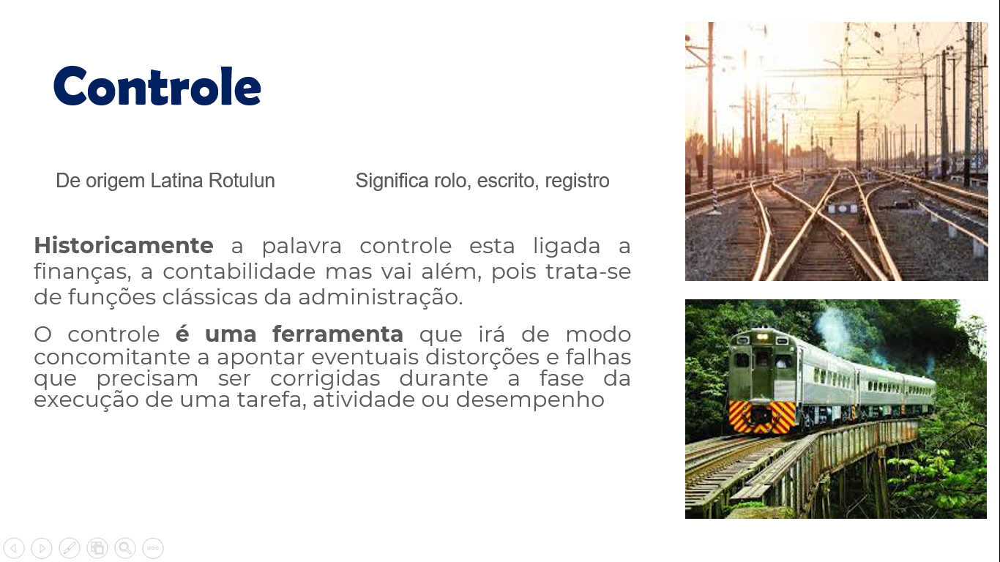 Controle
De origem Latina Rotulun
Significa rolo, escrito, registro
Historicamente a palavra controle esta ligada a
finanças, a contabilidade mas vai além, pois trata-se
de funções clássicas da administração.
O controle é uma ferramenta que irá de modo
concomitante a apontar eventuais distorções e falhas
que precisam ser corrigidas durante a fase da
execução de uma tarefa, atividade ou desempenho